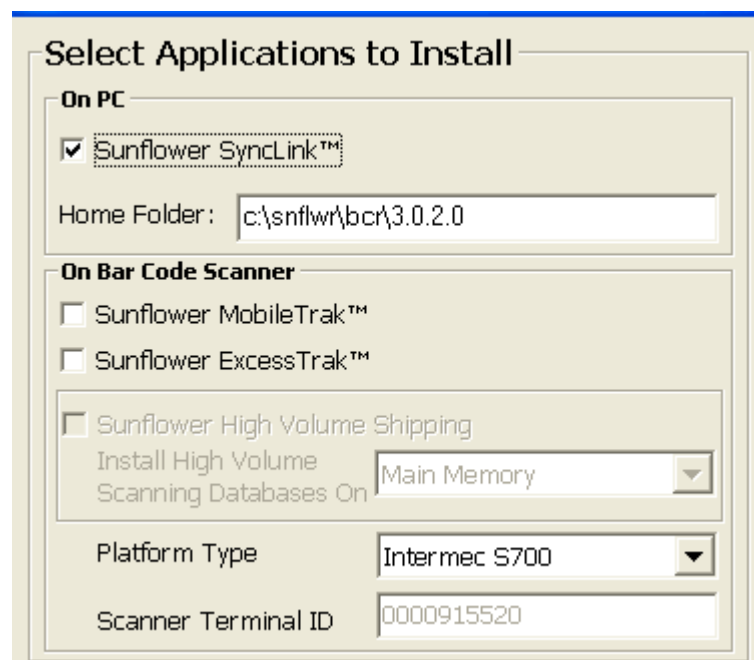 Select Applications to Install
On PC
Sunflower SyncLink™
Home Folder: c:\snflwr\bcr\3.0.2.0
On Bar Code Scanner
Sunflower MobileTrak™
Sunflower ExcessTrak™
Sunflower High Volume Shipping
Install High Volume
Scanning Databases On Main Memory
Platform Type Intermec S700
Scanner Terminal ID 0000915520